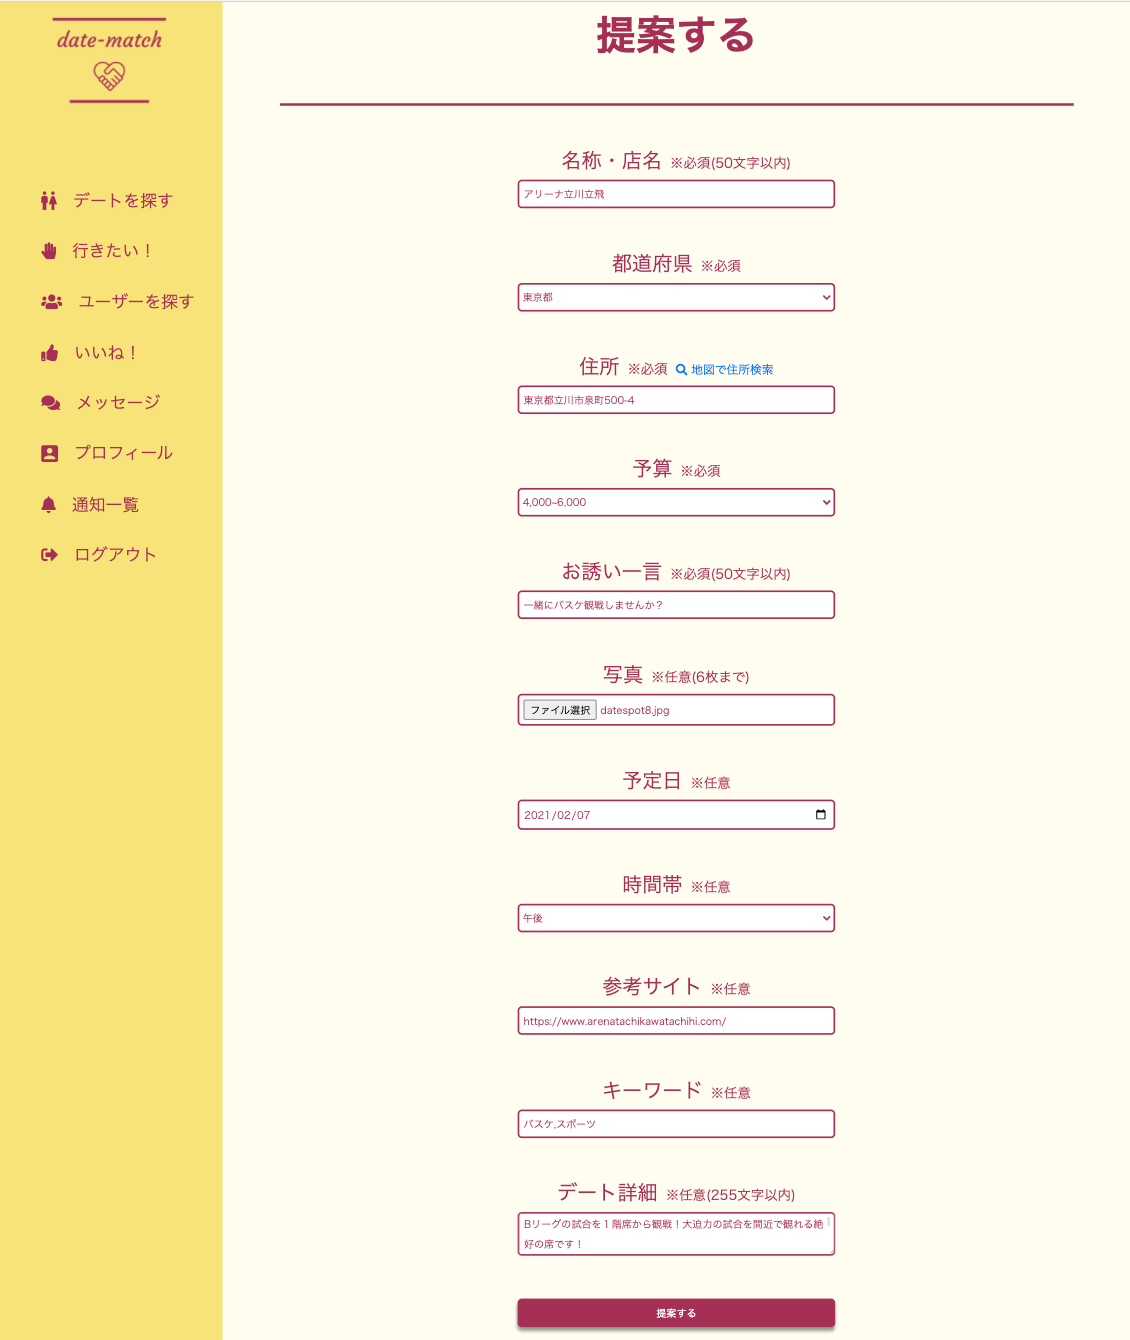 date-match
デートを探す
行きたい！
ユーザーを探す
いいね！
メッセージ
プロフィール
通知一覧
ログアウト
提案する
名称・店名 ※必須(50文字以内)
アリーナ立川立飛
都道府県 ※必須
東京都
住所 ※必須 地図で住所検索
東京都立川市泉町500-4
予算 ※必須
4,000~6,000
お誘い一言 ※必須(50文字以内)
一緒にバスケ観戦しませんか？
写真 ※任意(6枚まで)
ファイル選択 datespot8.jpg
予定日 ※任意
2021/02/07
時間帯 ※任意
午後
参考サイト ※任意
https://www.arenatachikawatachihi.com/
キーワード ※任意
バスケ,スポーツ
デート詳細 ※任意(255文字以内)
Bリーグの試合を１階席から観戦！大迫力の試合を間近で観れる絶
好の席です！
提案する